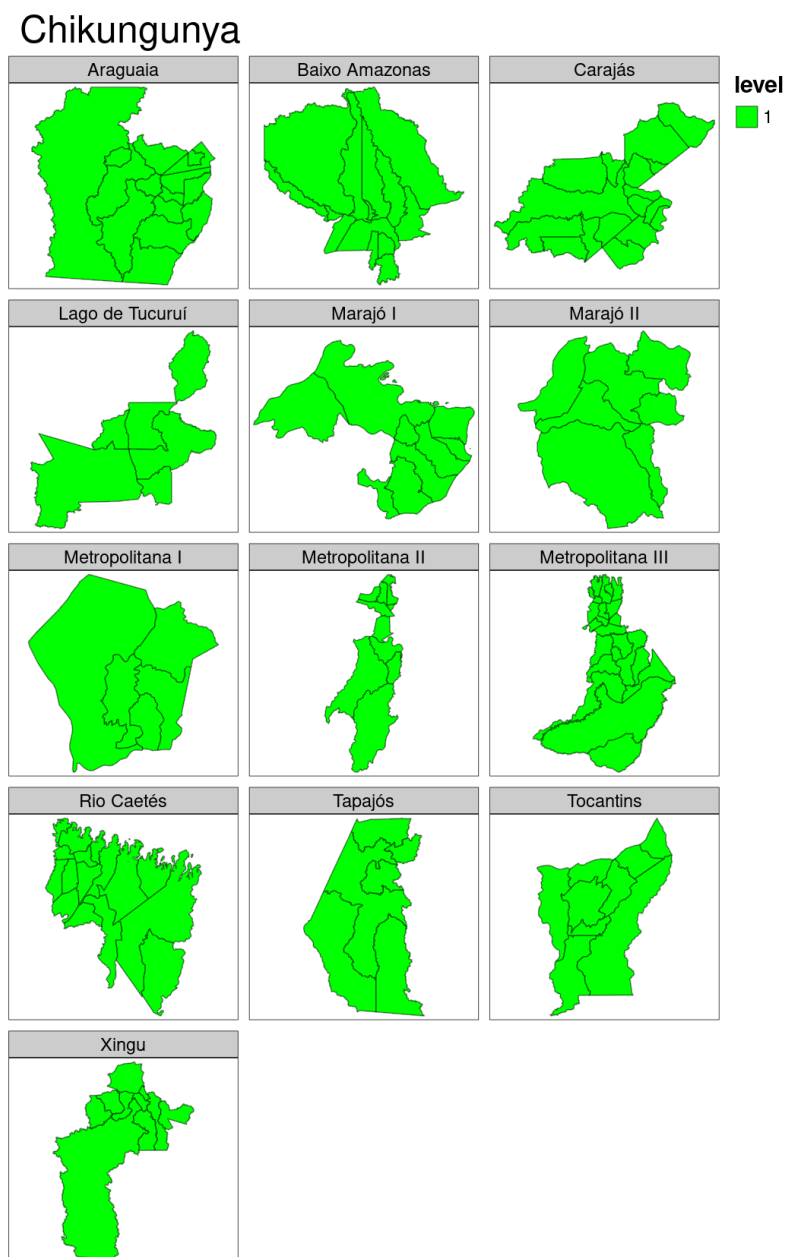 Chikungunya
Araguaia
Baixo Amazonas
Carajás
level
1
Lago de Tucuruí
Marajó I
Marajó II
Metropolitana I
Metropolitana II
Metropolitana III
Rio Caetés
Tapajós
Tocantins
Xingu